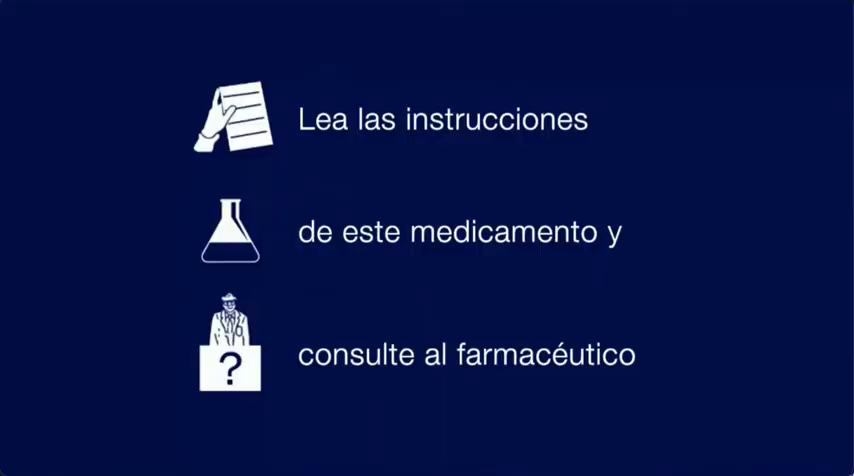 Lea las instrucciones
de este medicamento y
?
consulte al farmacéutico